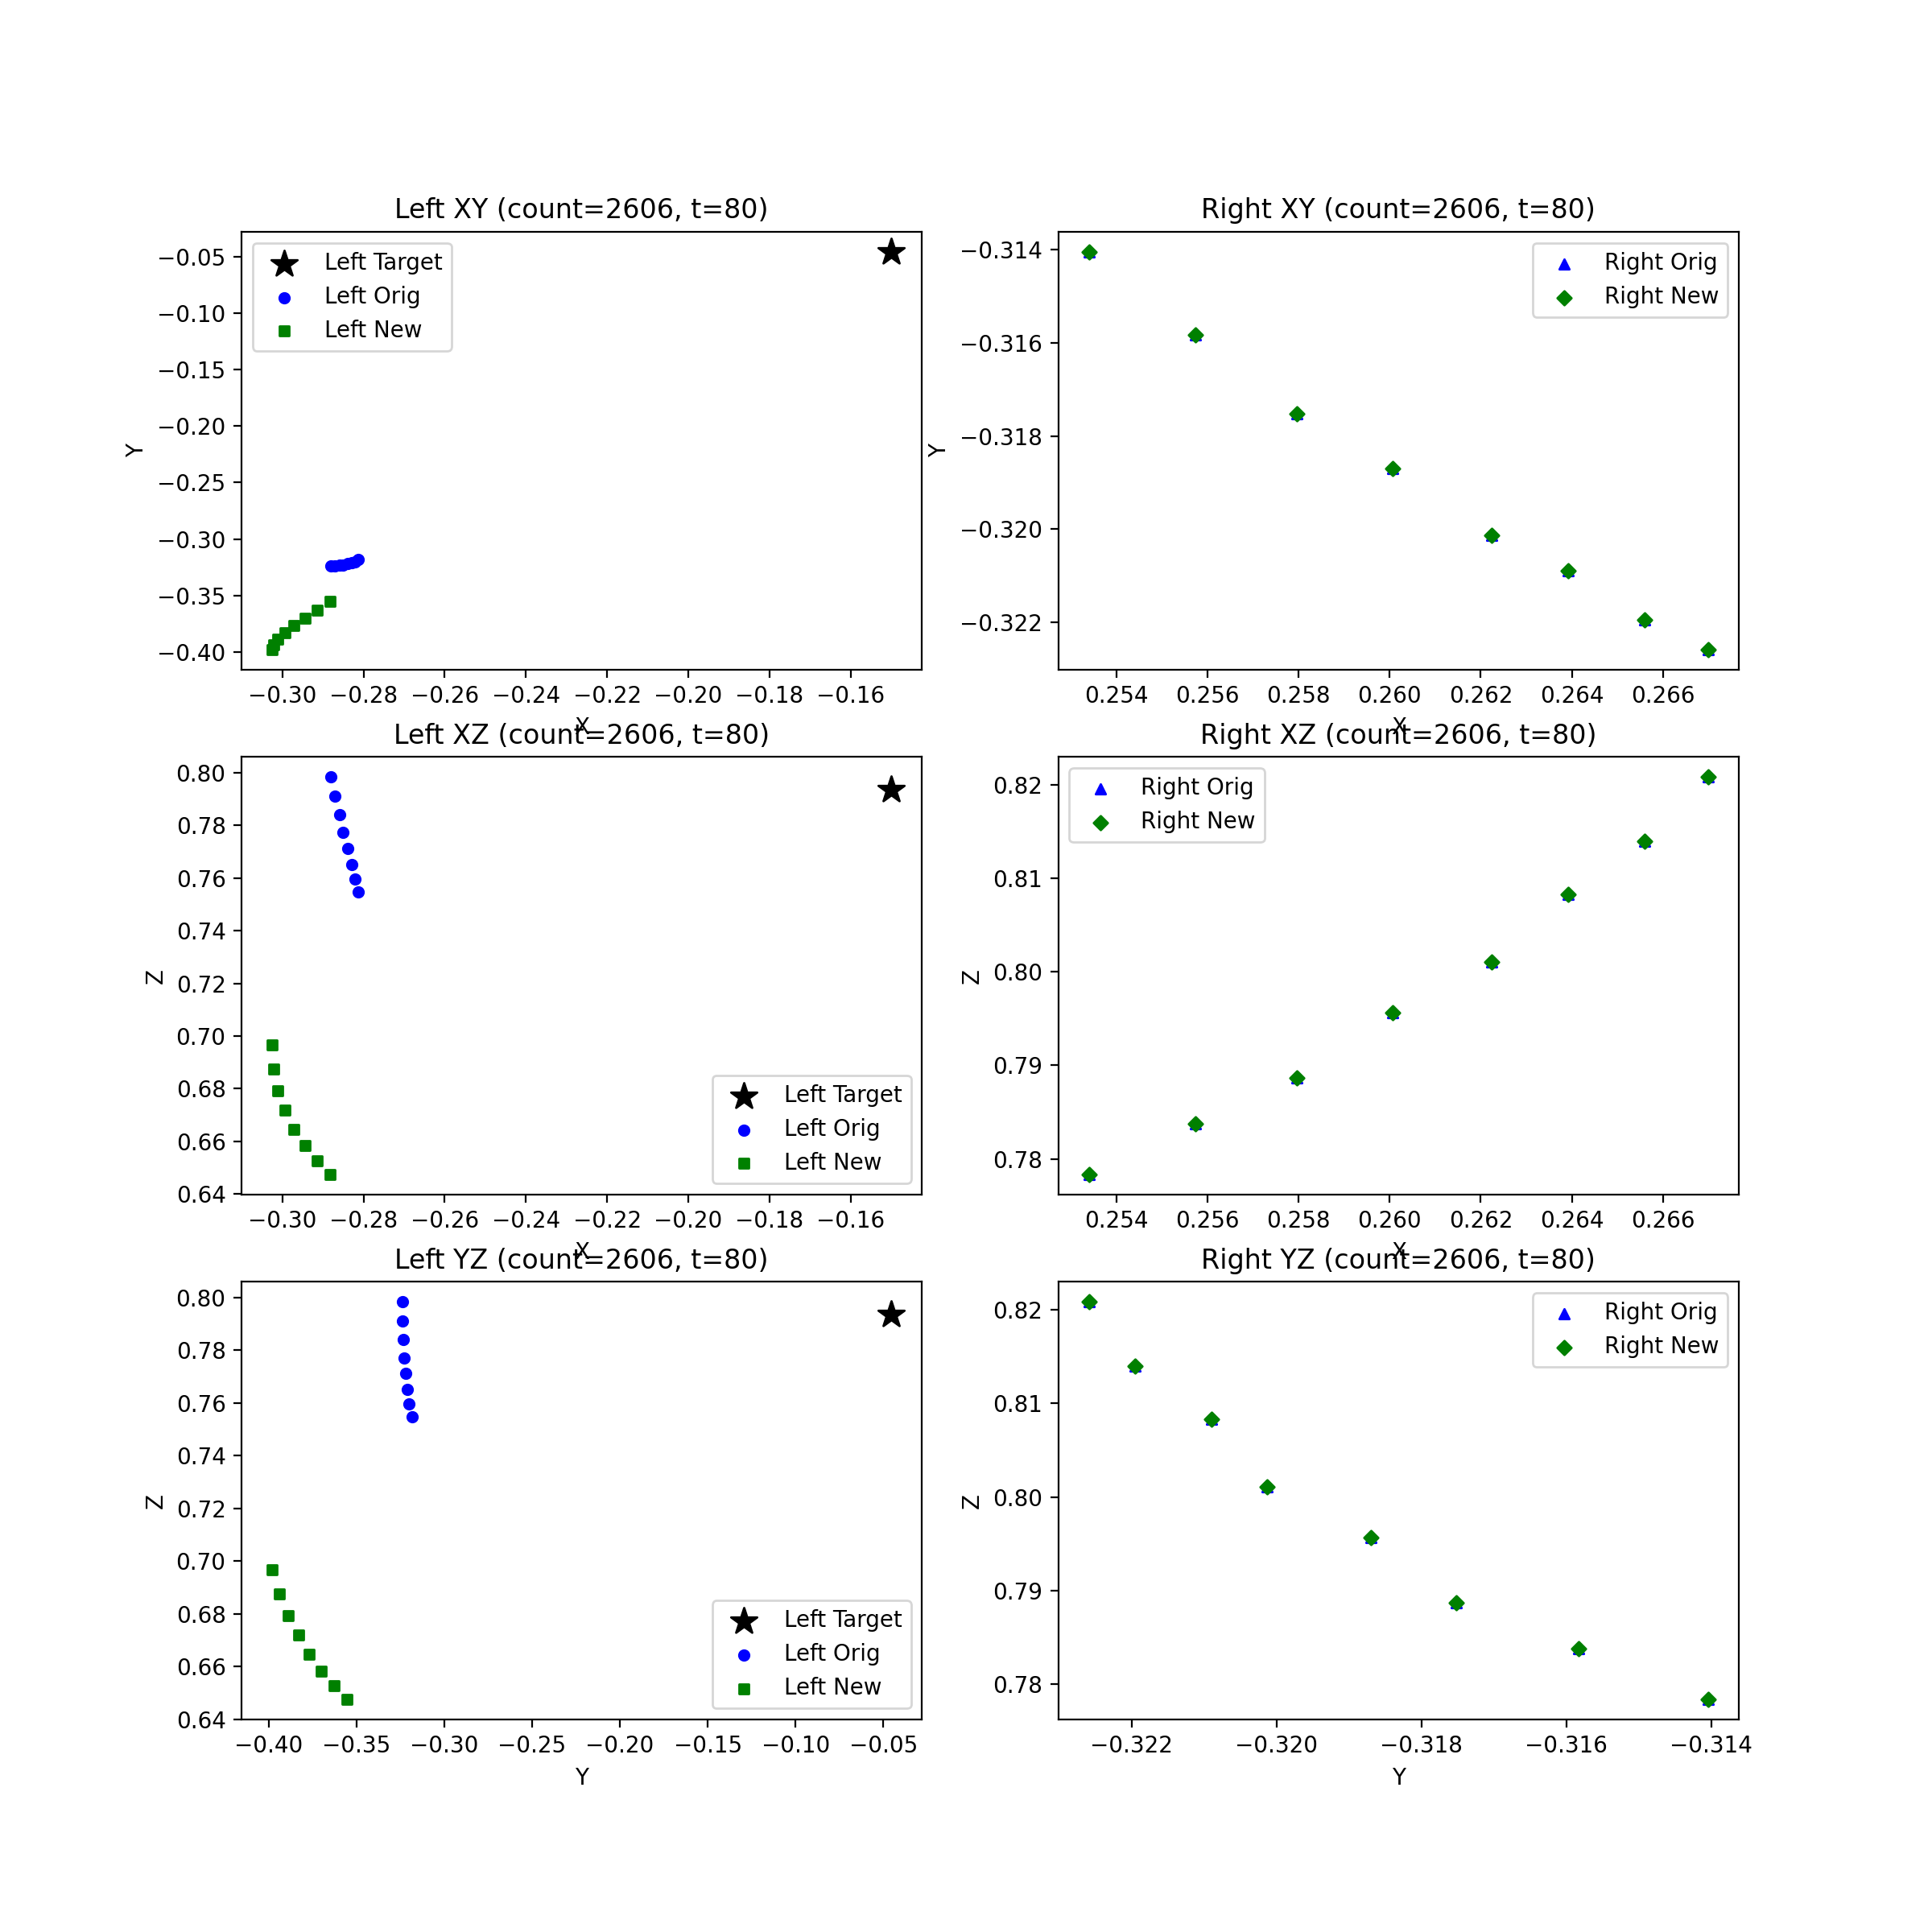 Left XY (count=2606, t=80)
−0.05
−0.10
−0.15
−0.20
−0.25
−0.30
−0.35
−0.40
Y
Left Target
Left Orig
Left New
−0.30 −0.28 −0.26 −0.24 −0.22 −0.20 −0.18 −0.16
X
Right XY (count=2606, t=80)
−0.314
−0.316
−0.318
−0.320
−0.322
Y
Right Orig
Right New
0.254 0.256 0.258 0.260 0.262 0.264 0.266
X
Left XZ (count=2606, t=80)
0.80
0.78
0.76
0.74
0.72
0.70
0.68
0.66
0.64
Z
Left Target
Left Orig
Left New
−0.30 −0.28 −0.26 −0.24 −0.22 −0.20 −0.18 −0.16
X
Right XZ (count=2606, t=80)
0.82
0.81
0.80
0.79
0.78
Z
Right Orig
Right New
0.254 0.256 0.258 0.260 0.262 0.264 0.266
X
Left YZ (count=2606, t=80)
0.80
0.78
0.76
0.74
0.72
0.70
0.68
0.66
0.64
Z
Left Target
Left Orig
Left New
−0.40 −0.35 −0.30 −0.25 −0.20 −0.15 −0.10 −0.05
Y
Right YZ (count=2606, t=80)
0.82
0.81
0.80
0.79
0.78
Z
Right Orig
Right New
−0.322 −0.320 −0.318 −0.316 −0.314
Y